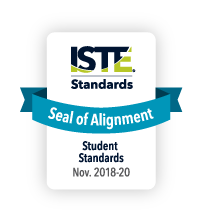 ISTE®
Standards
Seal of Alignment
Student
Standards
Nov. 2018-20